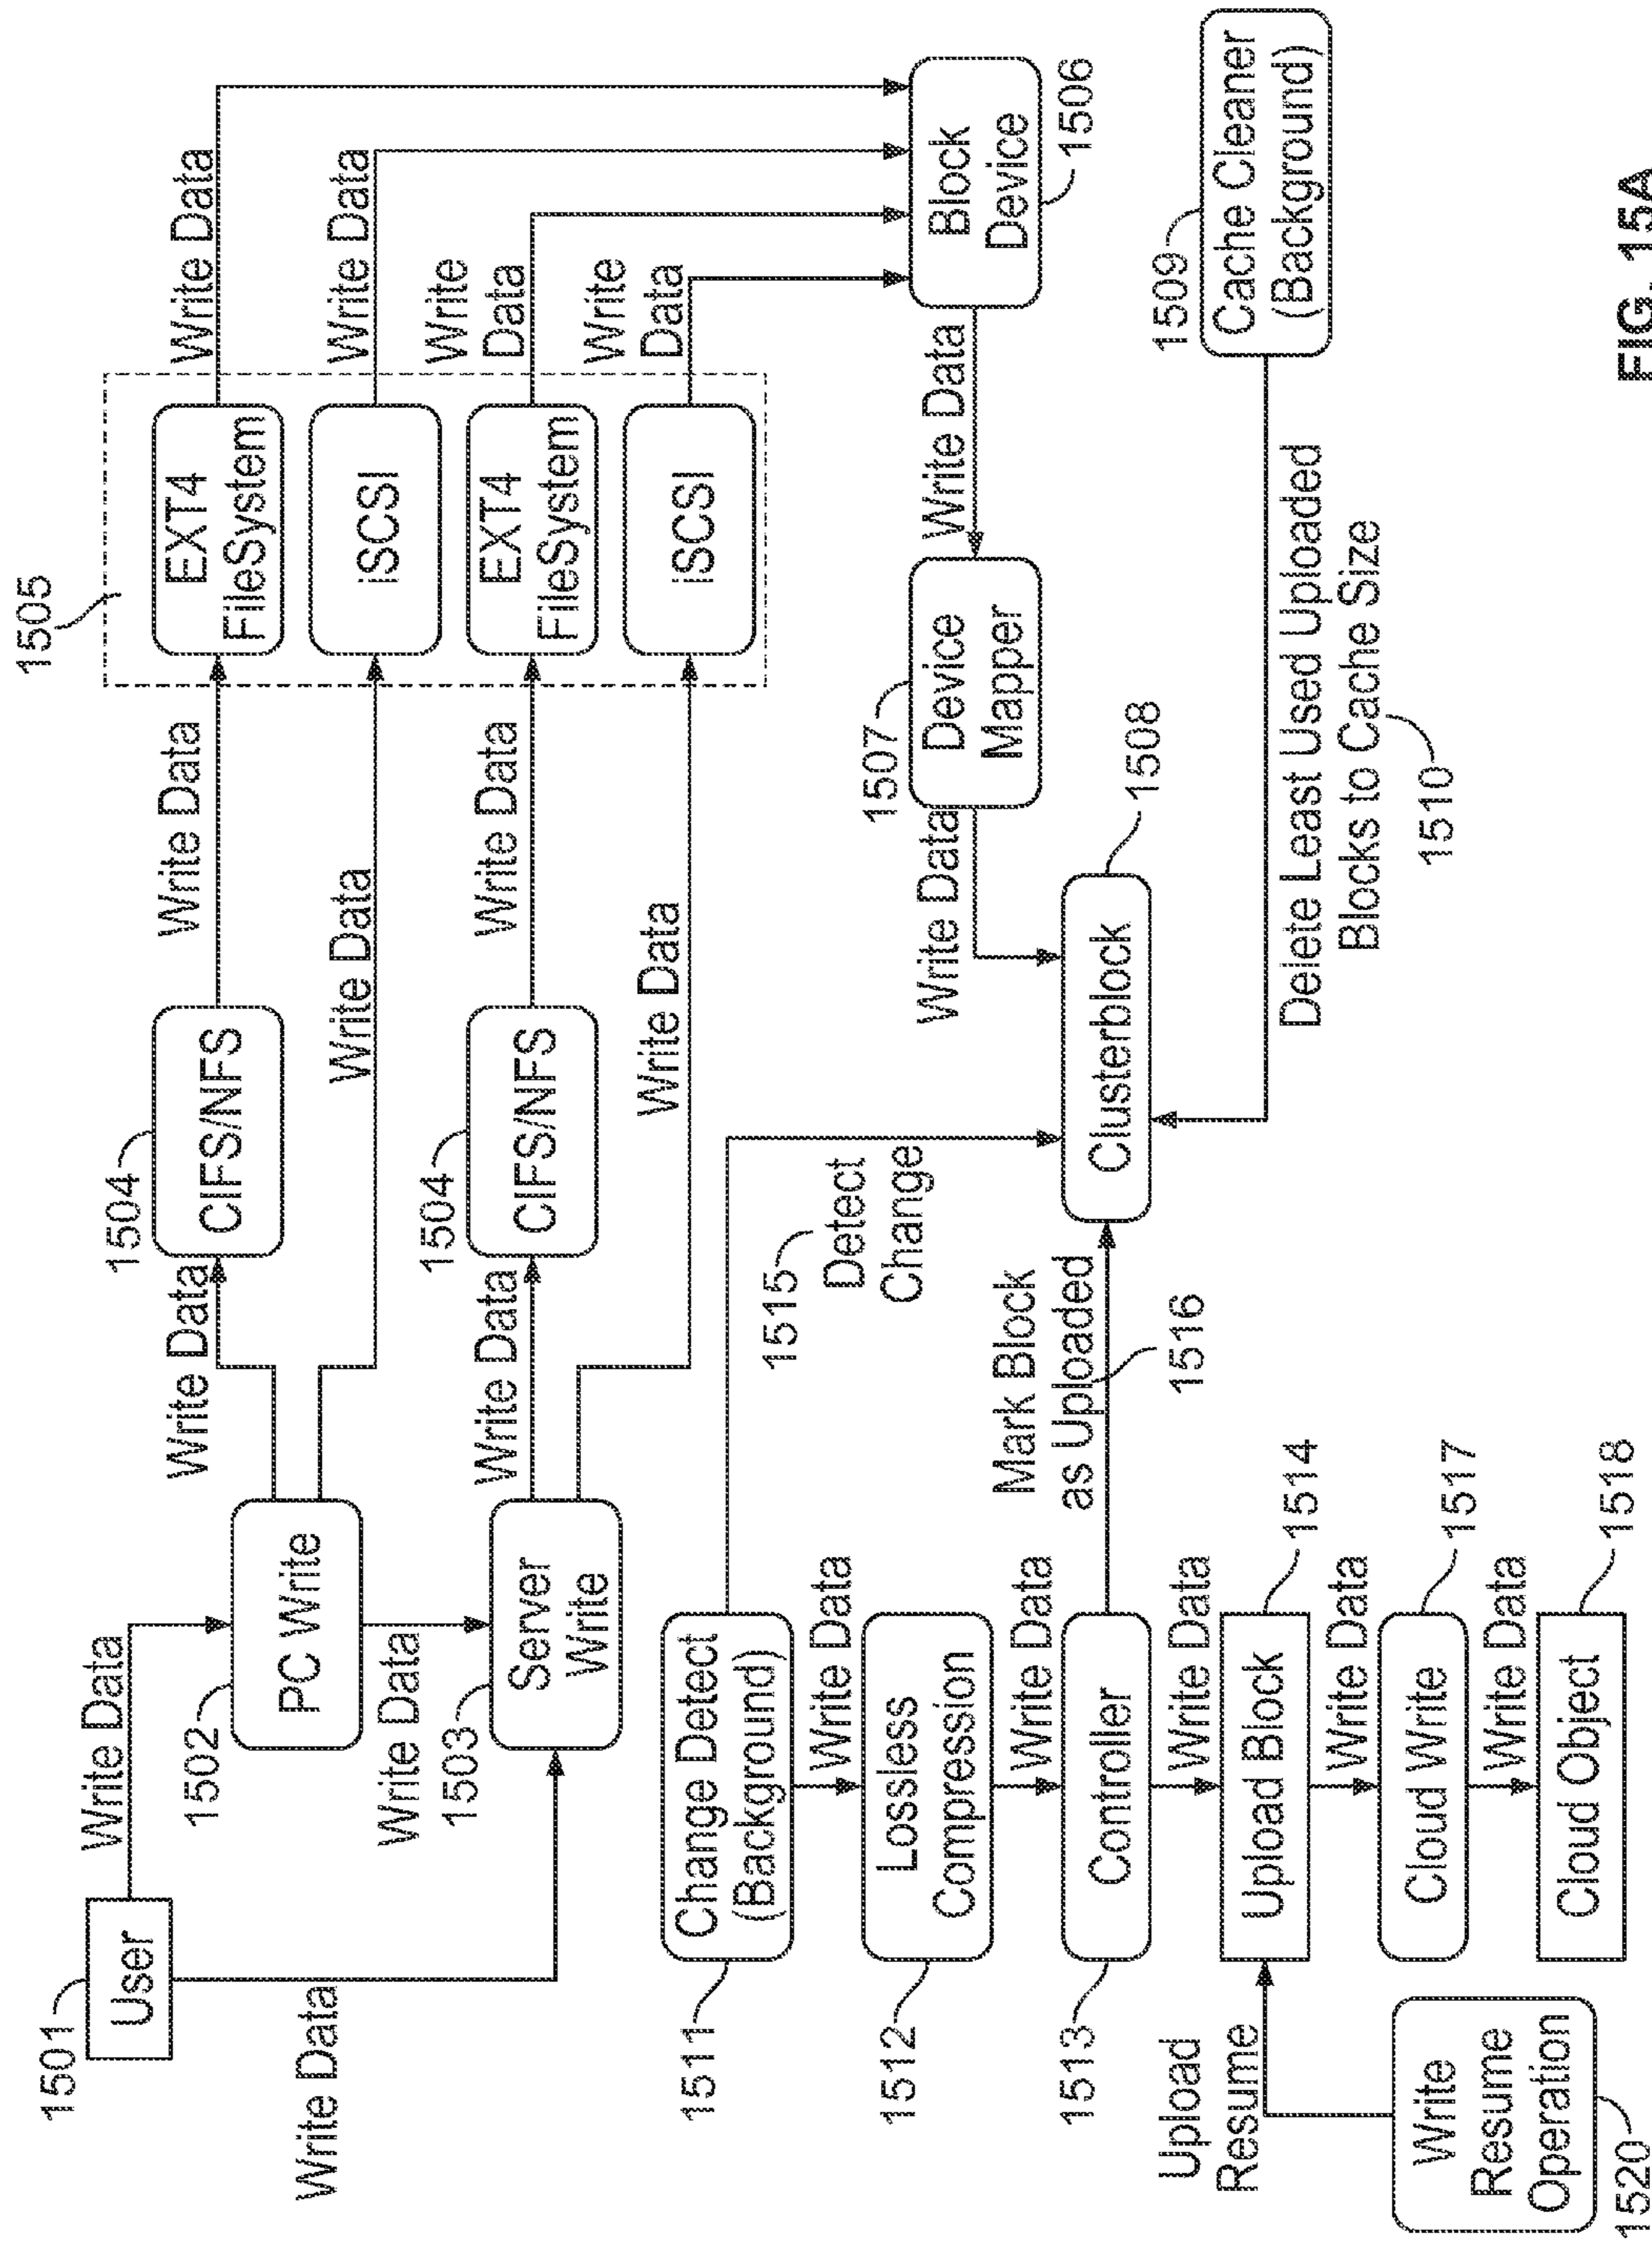 1501
User
Write Data
Write Data
1502
PC Write
Write Data
1503
Server
Write
Write Data
1504
CIFS/NFS
Write Data
Write Data
Write Data
1504
CIFS/NFS
Write Data
Write Data
1505
EXT4
FileSystem
iSCSI
EXT4
FileSystem
iSCSI
Write Data
Write Data
Write
Data
Write
Data
Block
Device
1506
Write Data
1507
Device
Mapper
Write Data
Clusterblock
1508
1509
Cache Cleaner
(Background)
Delete Least Used Uploaded
Blocks to Cache Size
1510
1511
Change Detect
(Background)
1515
Detect
Change
Write Data
1512
Lossless
Compression
Write Data
1513
Controller
Mark Block
as Uploaded
1516
Write Data
Upload
Resume
Upload Block
1514
Write Data
Cloud Write
1517
Write Data
Cloud Object
1518
Write
Resume
Operation
1520
FIG. 15A